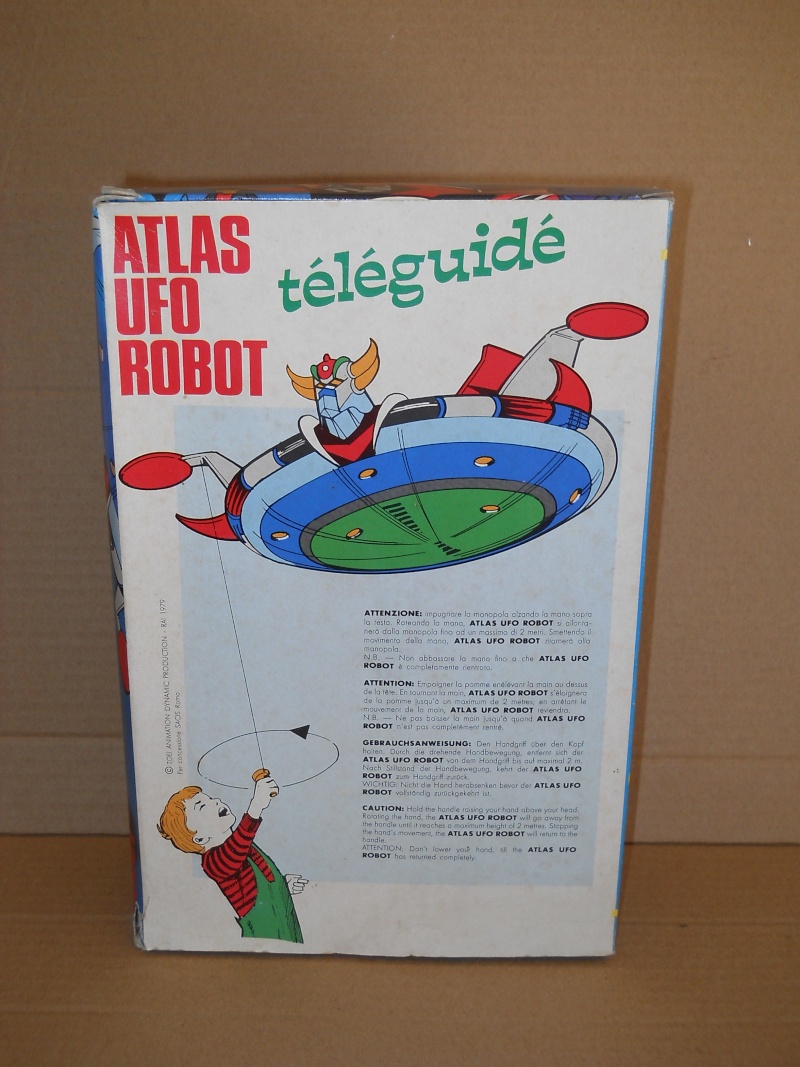 ATLAS
UFO
ROBOT
téléguidé
© TOEI ANIMATION DYNAMIC PRODUCTION - RAI 1979
Per concessione SACIS Roma
ATTENZIONE: Impugnare la monopola alzando la mano sopra
la testa. Roteando la mano, ATLAS UFO ROBOT si allonta-
nerà dalla monopola fino ad un massimo di 2 metri. Smettendo il
movimento della mano, ATLAS UFO ROBOT ritornerà alla
monopola.
N.B. — Non abbassare la mano fino a che ATLAS UFO
ROBOT è completamente rientrato.
ATTENTION: Empoigner la pomme enélevant la main au dessus
de la tête. En tournant la main, ATLAS UFO ROBOT s'éloignera
de la pomme jusqu'à un maximum de 2 metres; en arrêtant le
mouvement de la main, ATLAS UFO ROBOT reviendra.
N.B. — Ne pas baisser la main jusqu'à quand ATLAS UFO
ROBOT n'est pas completement rentré.
GEBRAUCHSANWEISUNG: Den Handgriff über den Kopf
halten. Durch die drehende Handbewegung, entfernt sich der
ATLAS UFO ROBOT von dem Handgriff bis auf maximal 2 m.
Nach Stillstand der Handbewegung, kehrt der ATLAS UFO
ROBOT zum Handgriff zurück.
WICHTIG: Nicht die Hand herabsenken bevor der ATLAS UFO
ROBOT vollständig zurückgekehrt ist.
CAUTION: Hold the handle raising your hand above your head.
Rotating the hand, the ATLAS UFO ROBOT will go away from
the handle until it reaches a maximum height of 2 metres. Stopping
the hand's movement, the ATLAS UFO ROBOT will return to the
handle.
ATTENTION: Don't lower your hand, till the ATLAS UFO
ROBOT has returned completely.